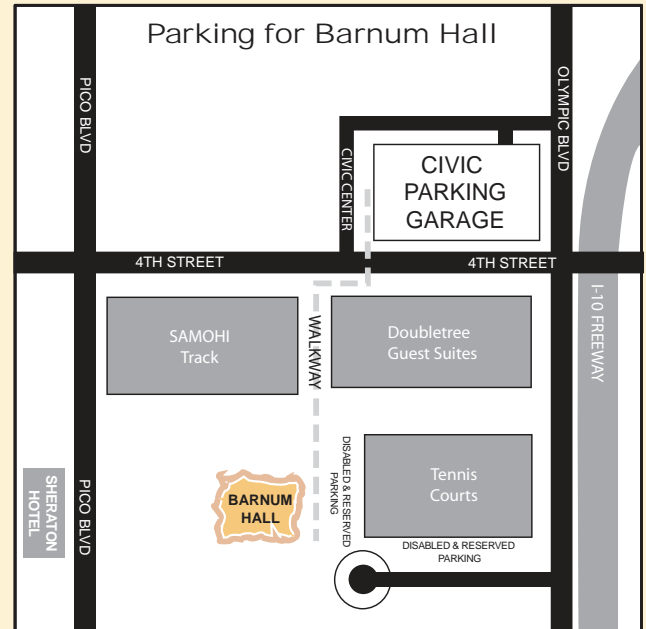 Parking for Barnum Hall
PICO BLVD
OLYMPIC BLVD
CIVIC CENTER
CIVIC
PARKING
GARAGE
4TH STREET
4TH STREET
I-10 FREEWAY
SAMOHI
Track
WALKWAY
Doubletree
Guest Suites
SHERATON
HOTEL
PICO BLVD
BARNUM
HALL
DISABLED & RESERVED
PARKING
Tennis
Courts
DISABLED & RESERVED
PARKING